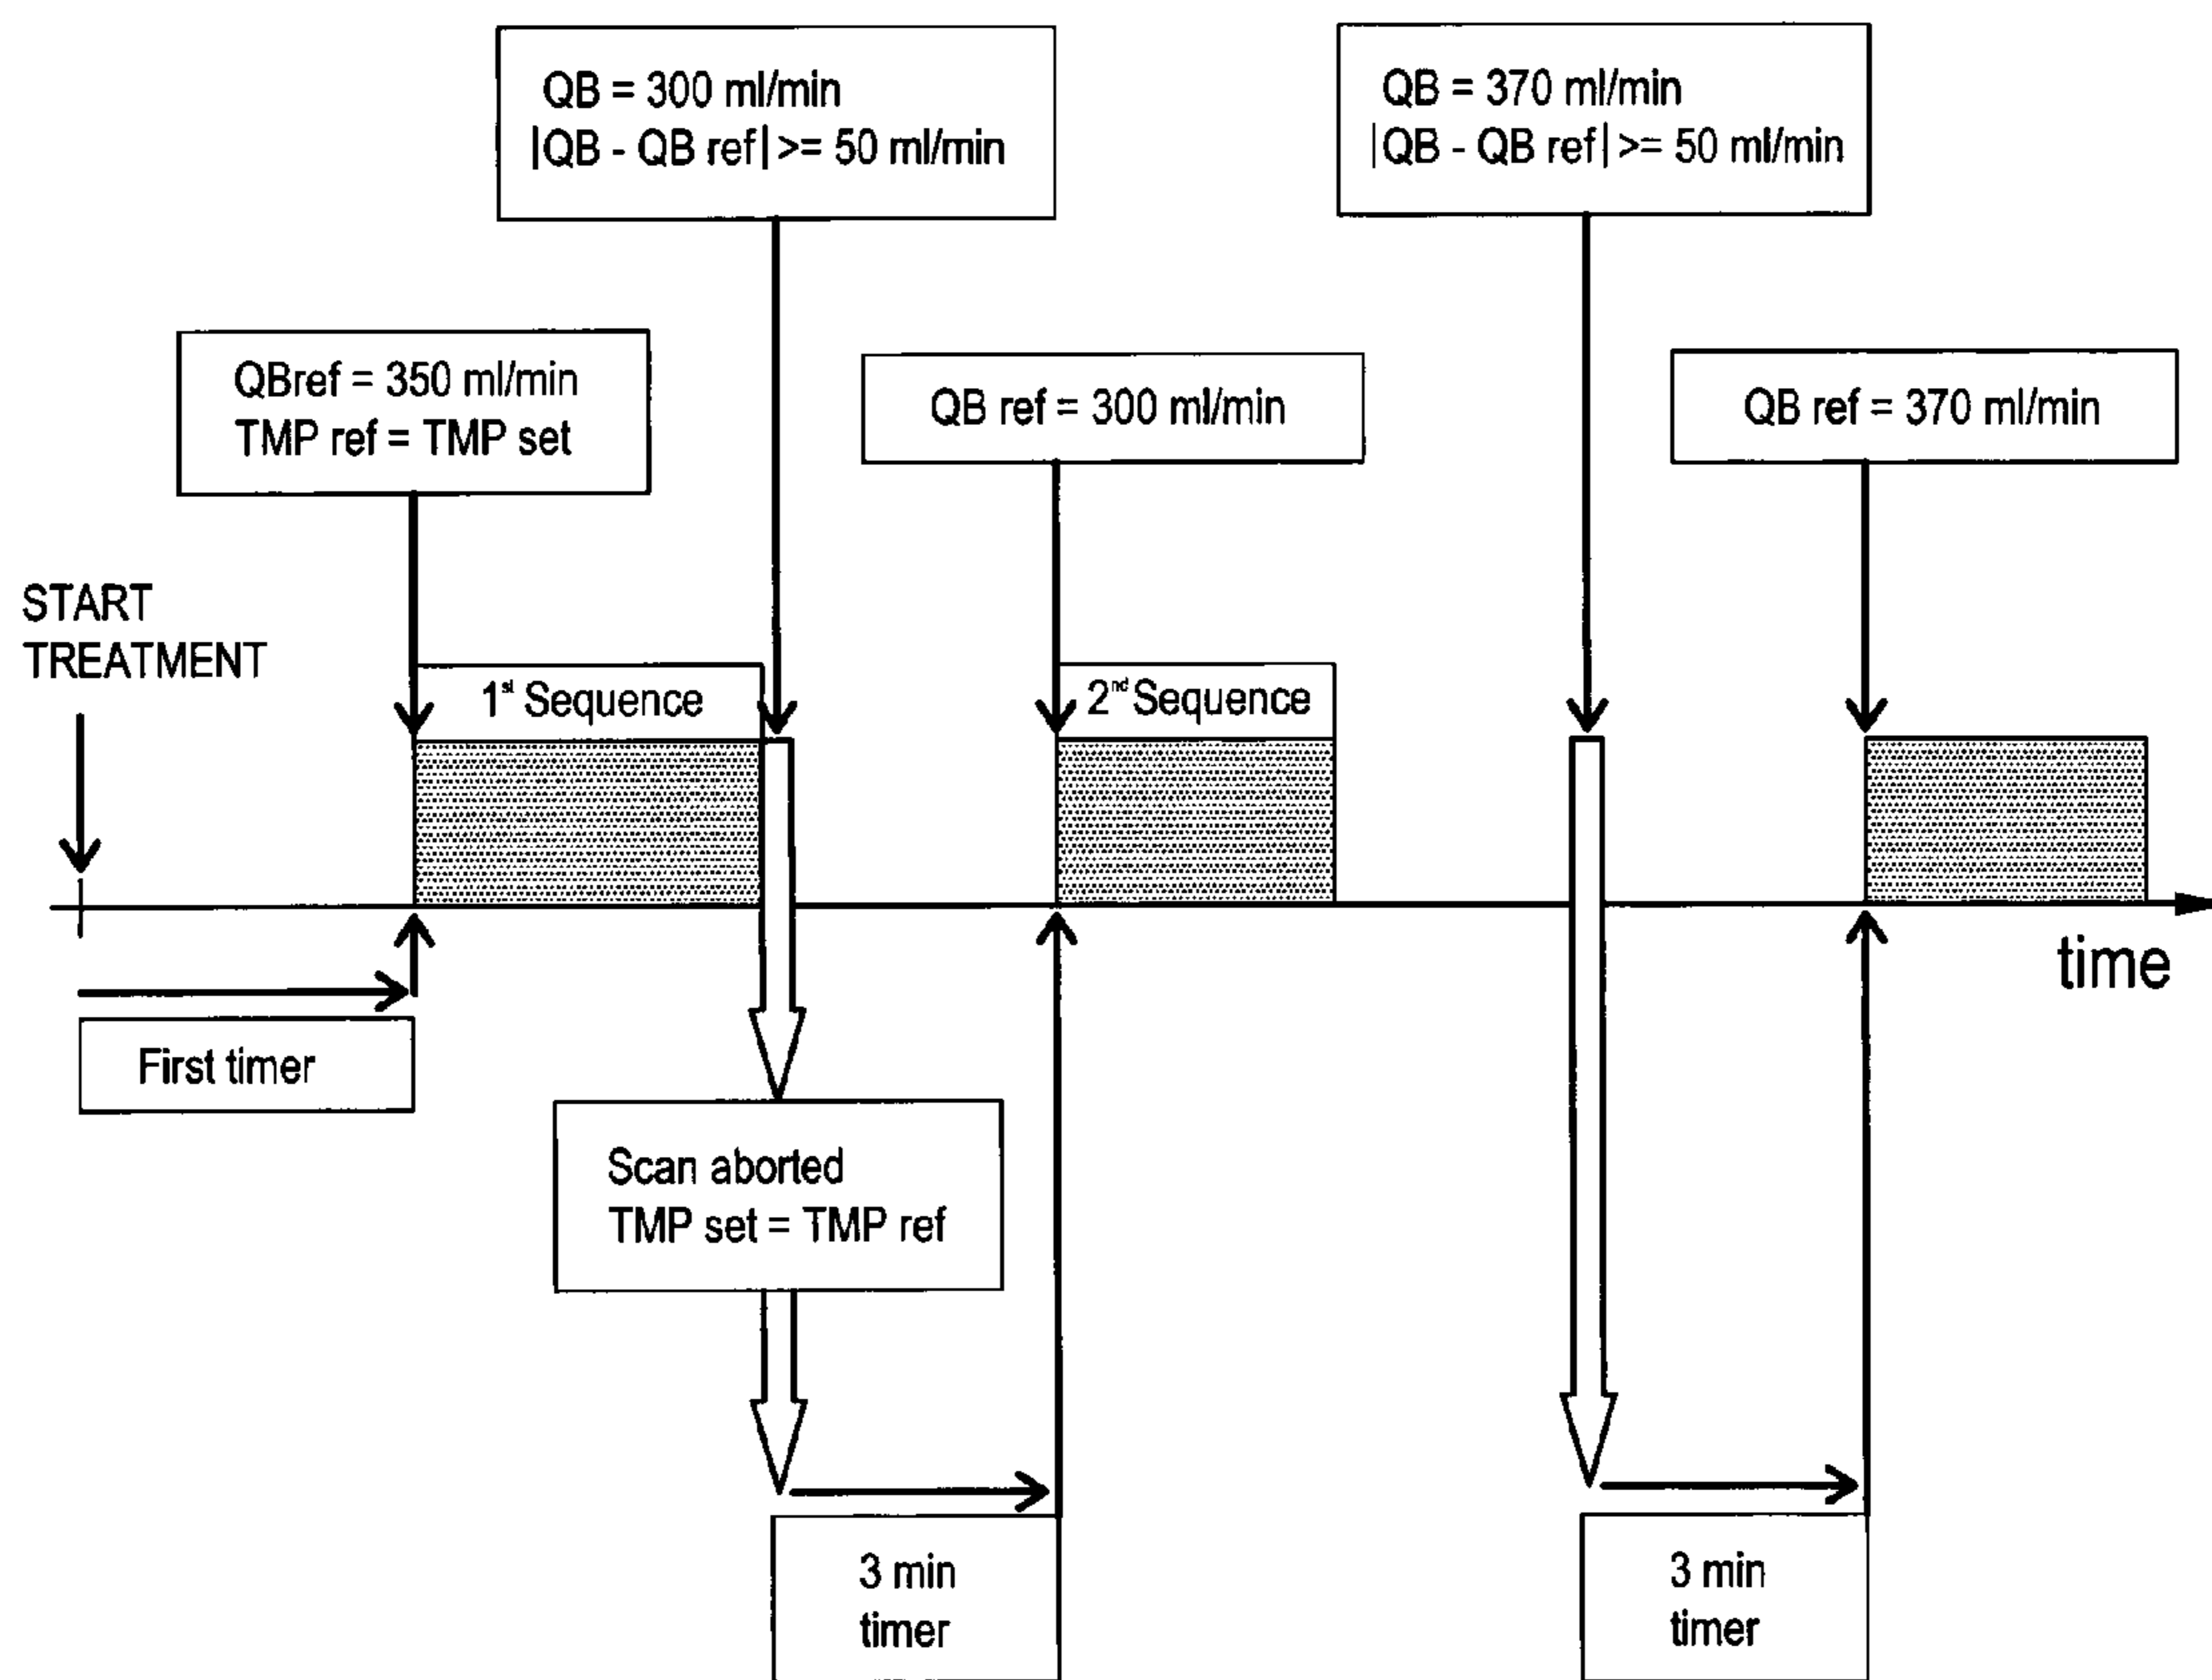 QB = 300 ml/min
|QB - QB ref| >= 50 ml/min
QB = 370 ml/min
|QB - QB ref| >= 50 ml/min
QBref = 350 ml/min
TMP ref = TMP set
QB ref = 300 ml/min
QB ref = 370 ml/min
START
TREATMENT
1st Sequence
2nd Sequence
time
First timer
Scan aborted
TMP set = TMP ref
3 min
timer
3 min
timer